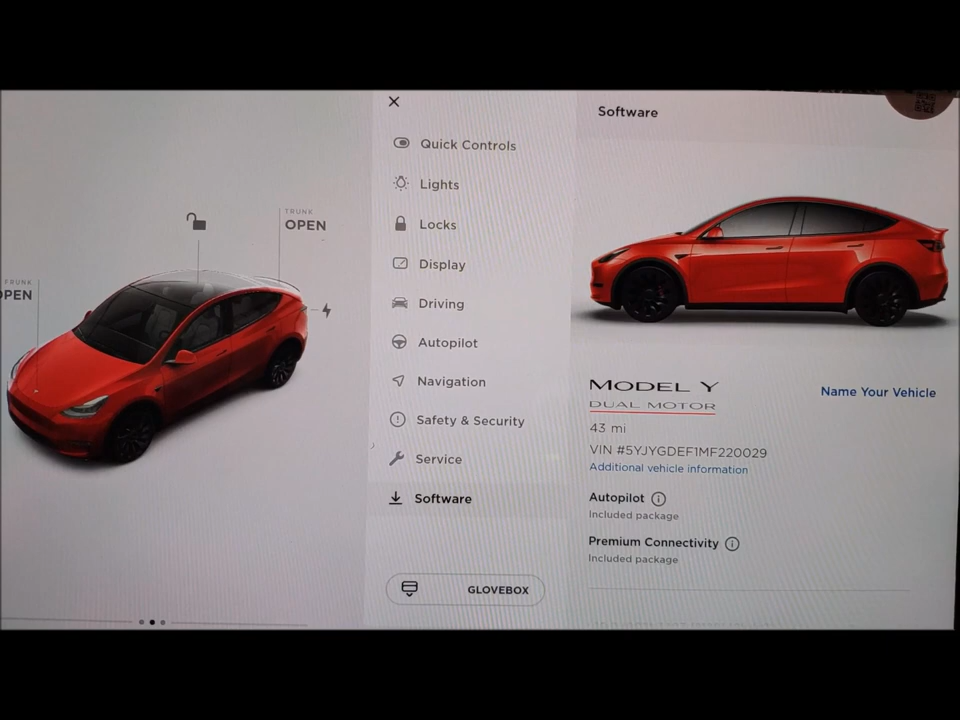 TRUNK
OPEN
FRUNK
OPEN
Quick Controls
Lights
Locks
Display
Driving
Autopilot
Navigation
Safety & Security
Service
Software
GLOVEBOX
Software
MODEL Y
DUAL MOTOR
Name Your Vehicle
43 mi
VIN #5YJYGDEF1MF220029
Additional vehicle information
Autopilot
Included package
Premium Connectivity
Included package